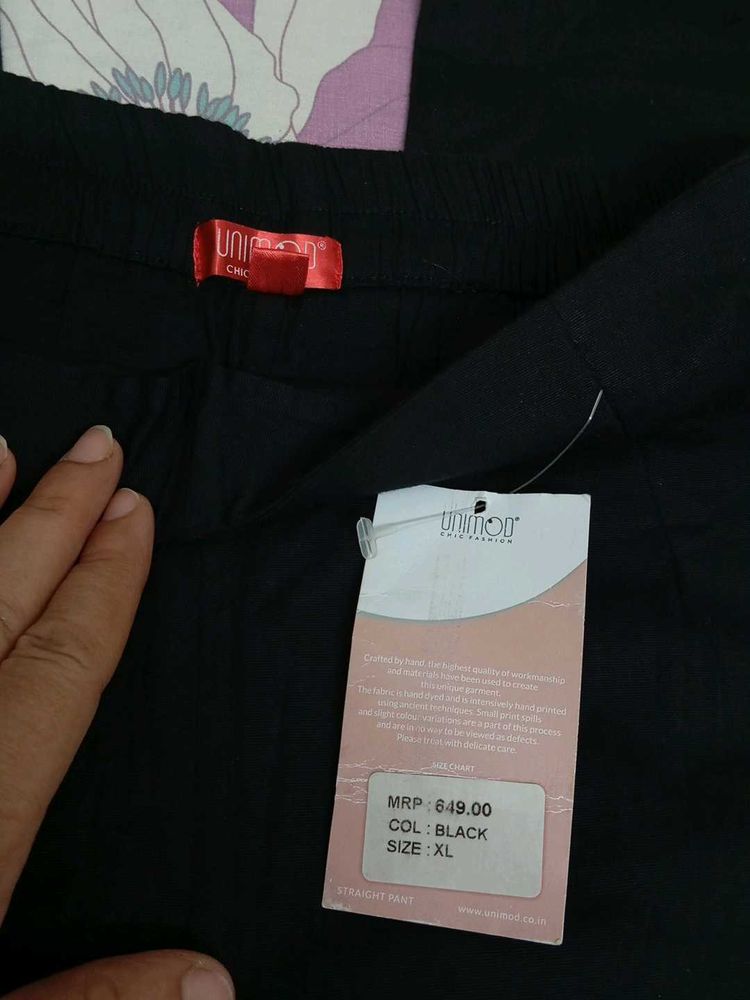 UNIMOD®
CHIC
UNIMOD®
CHIC FASHION
Crafted by hand, the highest quality of workmanship
and materials have been used to create
this unique garment.
The fabric is hand dyed and is intensively hand printed
using ancient techniques. Small print spills
and slight colour variations are a part of this process
and are in no way to be viewed as defects.
Please treat with delicate care.
SIZE CHART
MRP : 649.00
COL : BLACK
SIZE : XL
STRAIGHT PANT
www.unimod.co.in